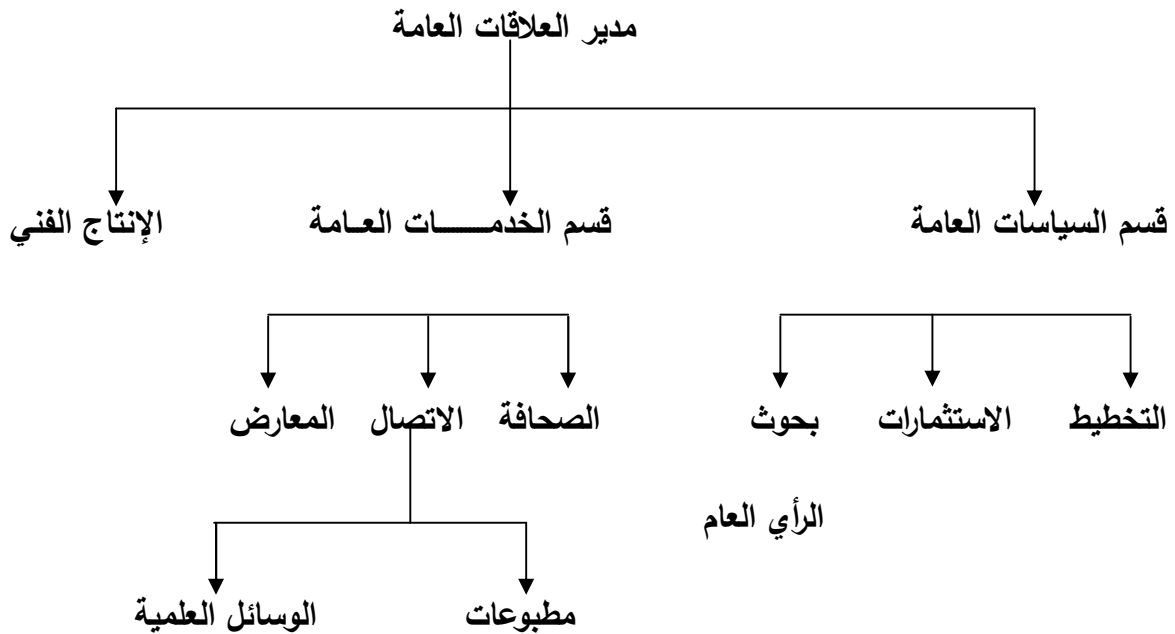 مدير العلاقات العامة
قسم السياسات العامة قسم الخدمـــــات العـامة الإنتاج الفني
التخطيط الاستثمارات بحوث الصحافة الاتصال المعارض
الرأي العام
مطبوعات الوسائل العلمية